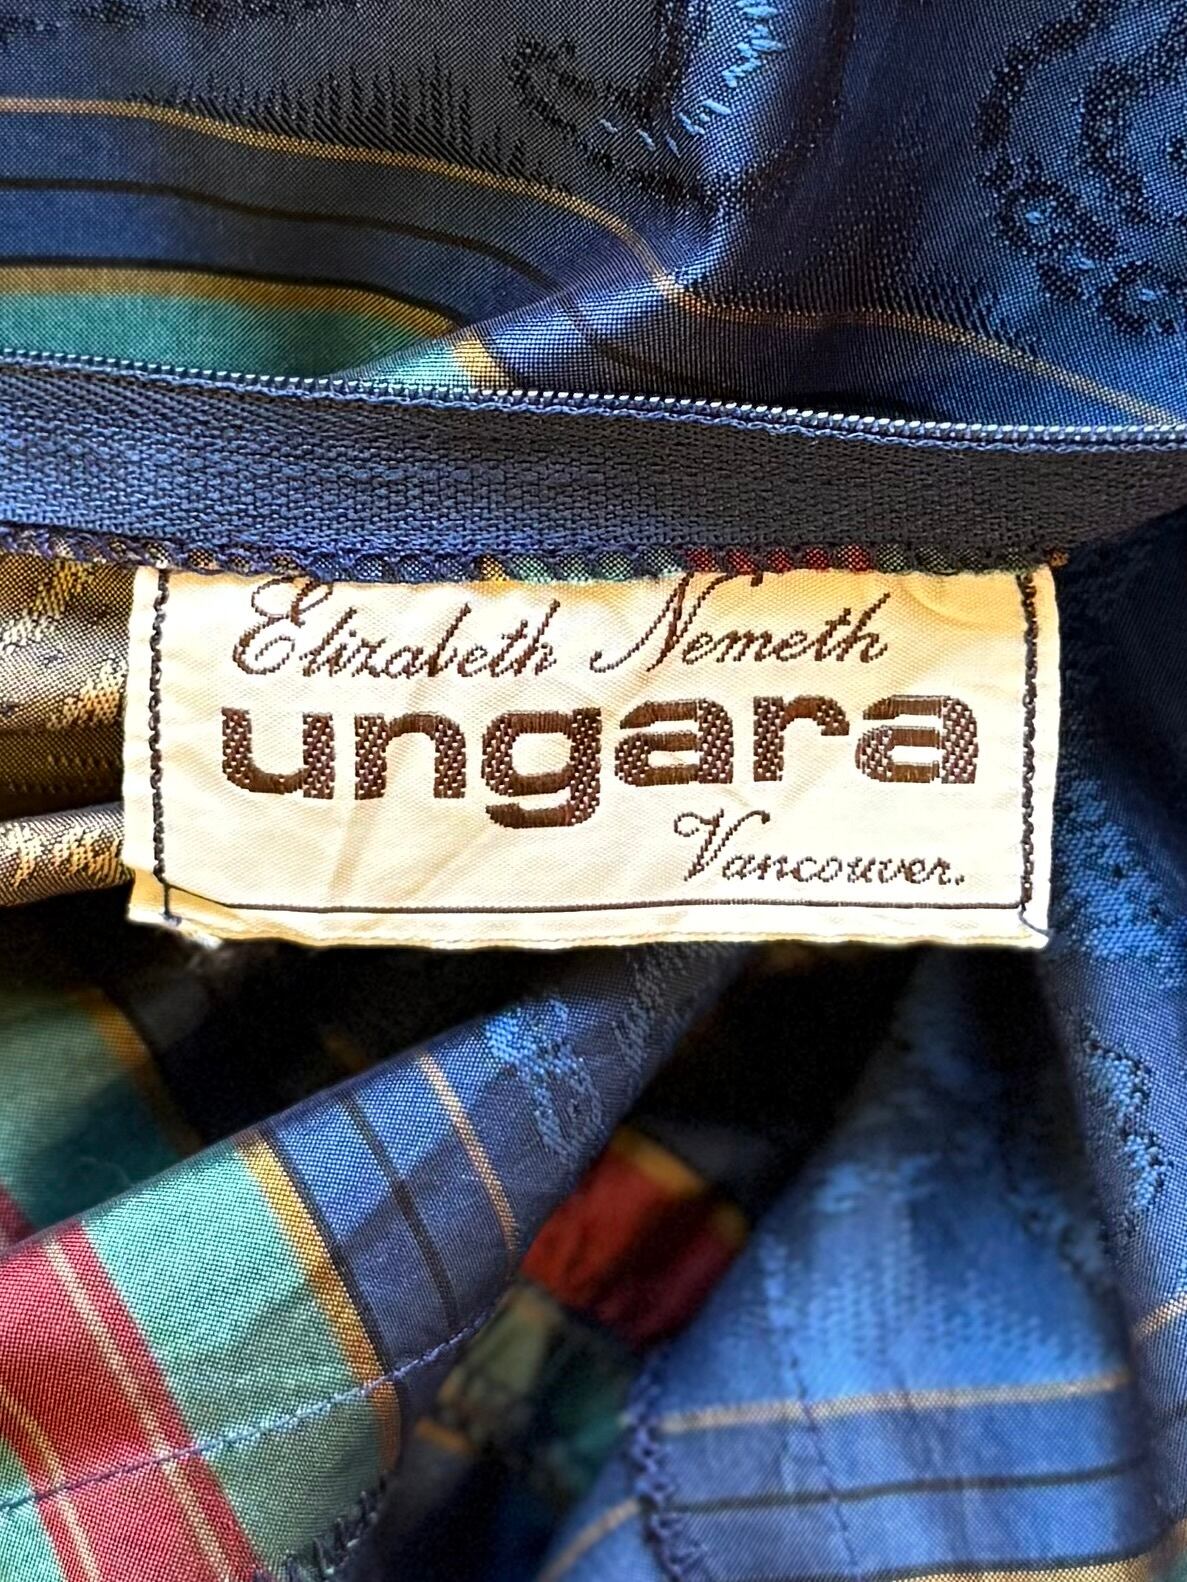 Elizabeth Nemeth
ungara
Vancouver.